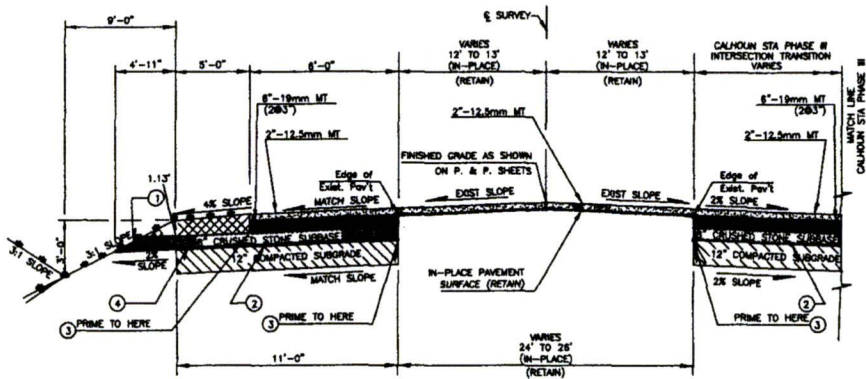 ℄ SURVEY
9'-0"
4'-11"
5'-0"
6'-0"
VARIES
12' TO 13'
(IN-PLACE)
(RETAIN)
VARIES
12' TO 13'
(IN-PLACE)
(RETAIN)
CALHOUN STA PHASE III
INTERSECTION TRANSITION
VARIES
MATCH LINE
CALHOUN STA PHASE III
6"-19mm MT
(2@3")
2"-12.5mm MT
2"-12.5mm MT
6"-19mm MT
(2@3")
2"-12.5mm MT
FINISHED GRADE AS SHOWN
ON P. & P. SHEETS
1.13'
1
4% SLOPE
Edge of
Exist. Pav't
MATCH SLOPE
EXIST SLOPE
EXIST SLOPE
Edge of
Exist. Pav't
2% SLOPE
3:1 SLOPE
3'-0"
3:1 SLOPE
2%
SLOPE
CRUSHED STONE SUBBASE
12" COMPACTED SUBGRADE
MATCH SLOPE
CRUSHED STONE SUBBASE
12" COMPACTED SUBGRADE
2% SLOPE
IN-PLACE PAVEMENT
SURFACE (RETAIN)
4
2
2
3 PRIME TO HERE
PRIME TO HERE
3
PRIME TO HERE 3
11'-0"
VARIES
24' TO 26'
(IN-PLACE)
(RETAIN)